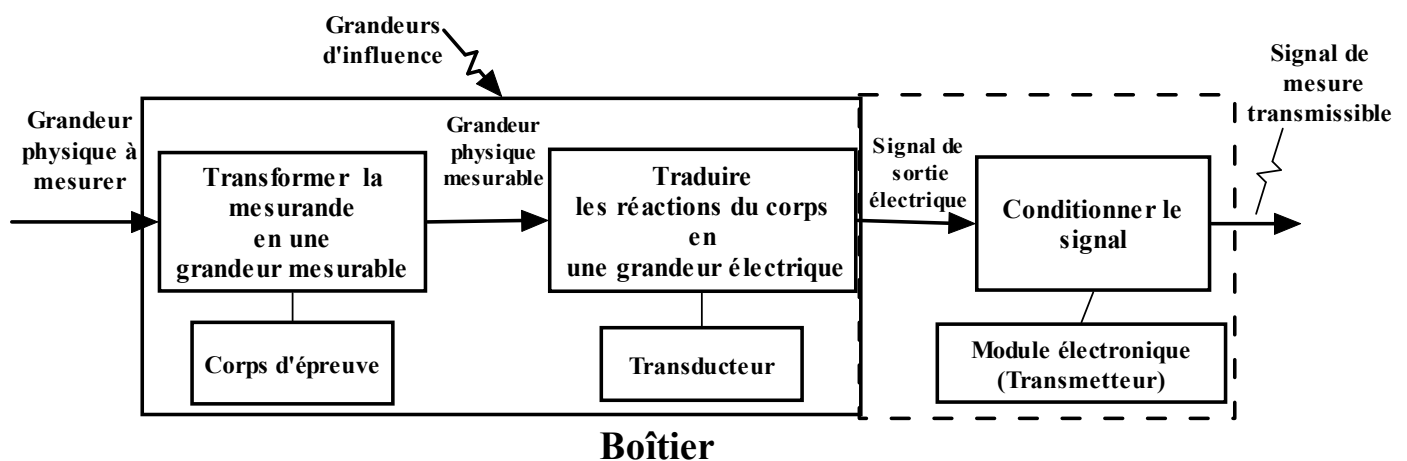 Grandeurs
d'influence
Signal de
mesure
transmissible
Grandeur
physique à
mesurer
Transformer la
mesurande
en une
grandeur mesurable
Corps d'épreuve
Grandeur
physique
mesurable
Traduire
les réactions du corps
en
une grandeur électrique
Transducteur
Signal de
sortie
électrique
Conditionner le
signal
Module électronique
(Transmetteur)
Boîtier